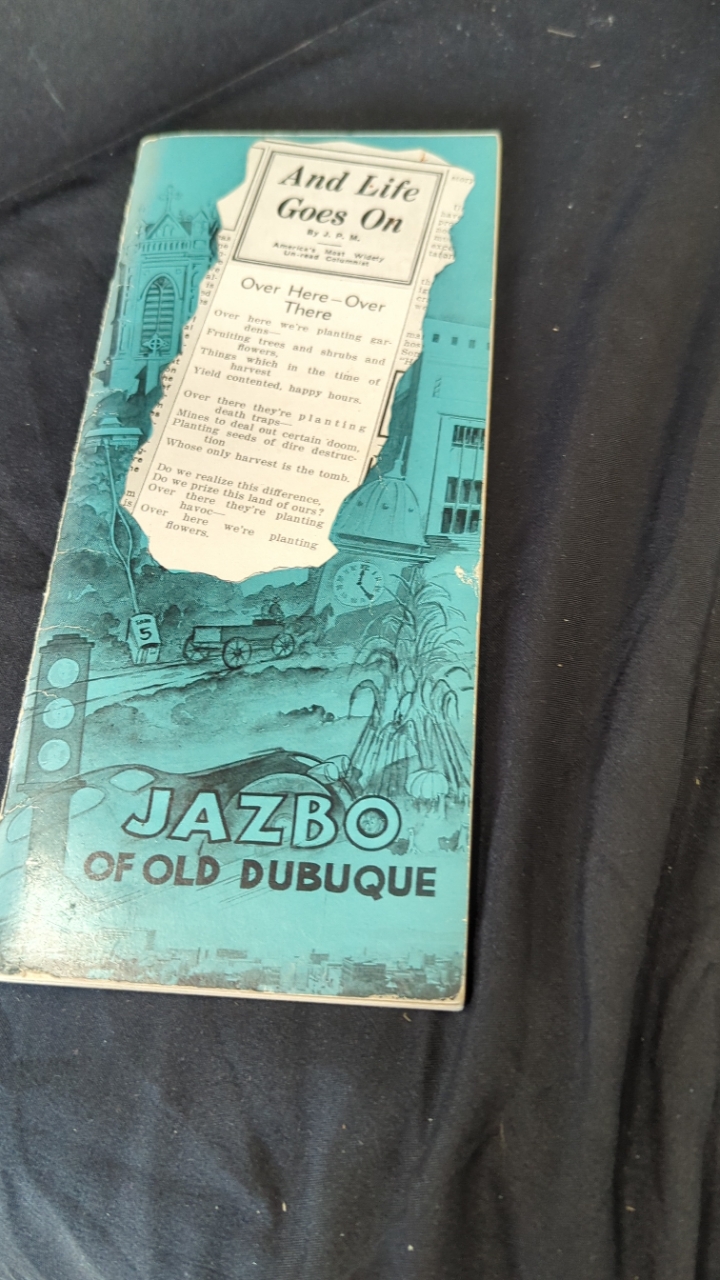 And Life
Goes On
By J. P. M.
America's Most Widely
Un-read Columnist
Over Here—Over
There
Over here we're planting gar-
dens—
Fruiting trees and shrubs and
flowers,
Things which in the time of
harvest
Yield contented, happy hours.
Over there they're planting
death traps—
Mines to deal out certain doom,
Planting seeds of dire destruc-
tion
Whose only harvest is the tomb.
Do we realize this difference,
Do we prize this land of ours?
Over there they're planting
havoc—
Over here we're planting
flowers.
5
JAZBO
OF OLD DUBUQUE